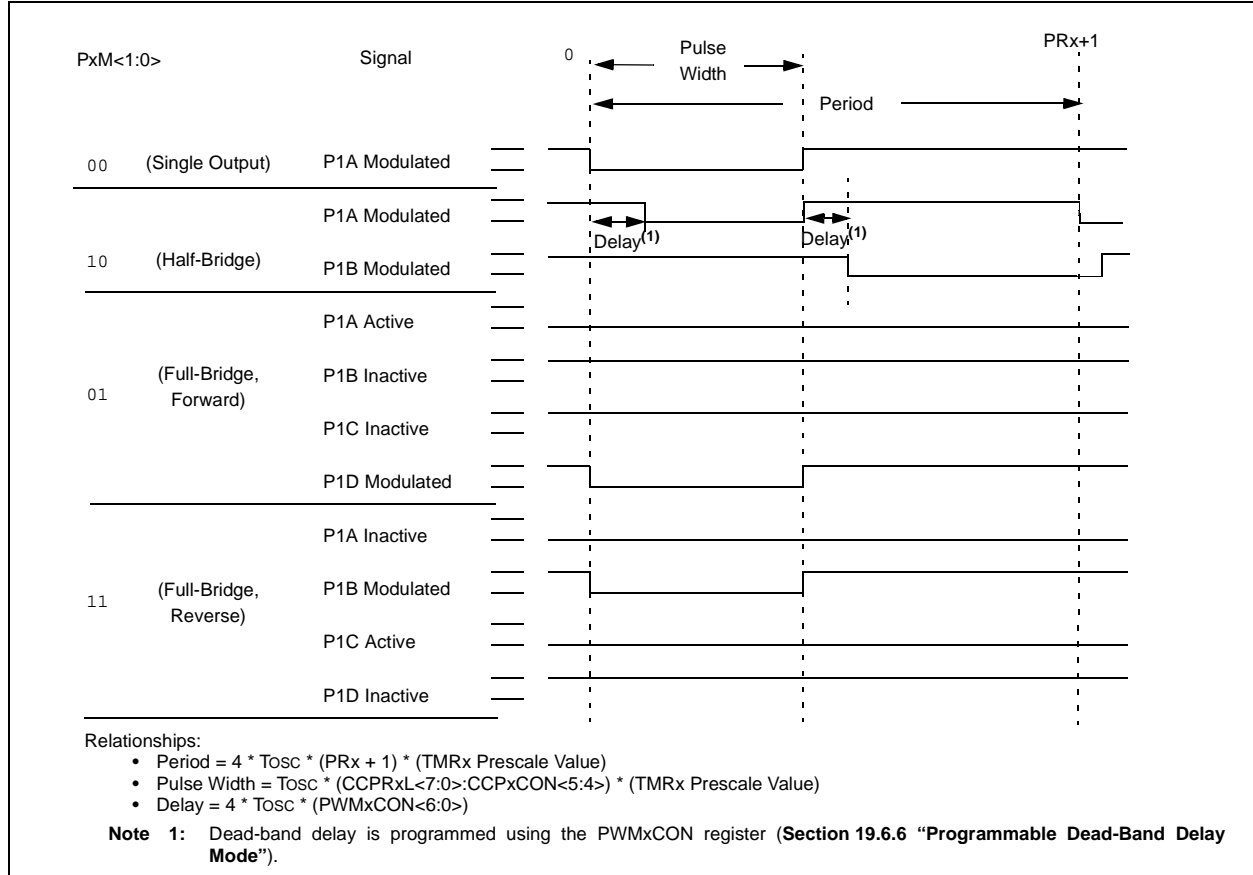 PxM<1:0>
Signal
0
Pulse
Width
PRx+1
Period
00
(Single Output)
P1A Modulated
P1A Modulated
Delay(1)
Delay(1)
10
(Half-Bridge)
P1B Modulated
P1A Active
(Full-Bridge,
Forward)
P1B Inactive
01
P1C Inactive
P1D Modulated
P1A Inactive
11
(Full-Bridge,
Reverse)
P1B Modulated
P1C Active
P1D Inactive
Relationships:
• Period = 4 * TOSC * (PRx + 1) * (TMRx Prescale Value)
• Pulse Width = TOSC * (CCPRxL<7:0>:CCPxCON<5:4>) * (TMRx Prescale Value)
• Delay = 4 * TOSC * (PWMxCON<6:0>)
Note 1: Dead-band delay is programmed using the PWMxCON register (Section 19.6.6 “Programmable Dead-Band Delay
Mode”).